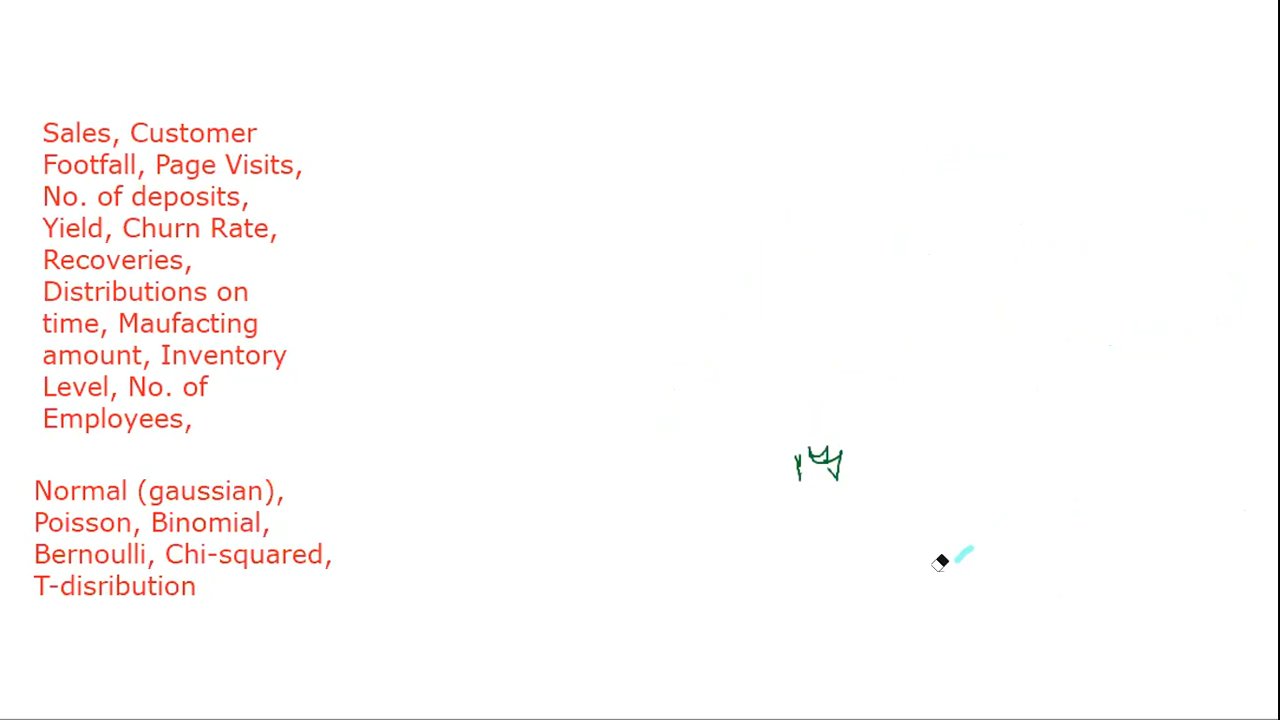 Sales, Customer
Footfall, Page Visits,
No. of deposits,
Yield, Churn Rate,
Recoveries,
Distributions on
time, Maufacting
amount, Inventory
Level, No. of
Employees,
Normal (gaussian),
Poisson, Binomial,
Bernoulli, Chi-squared,
T-disribution